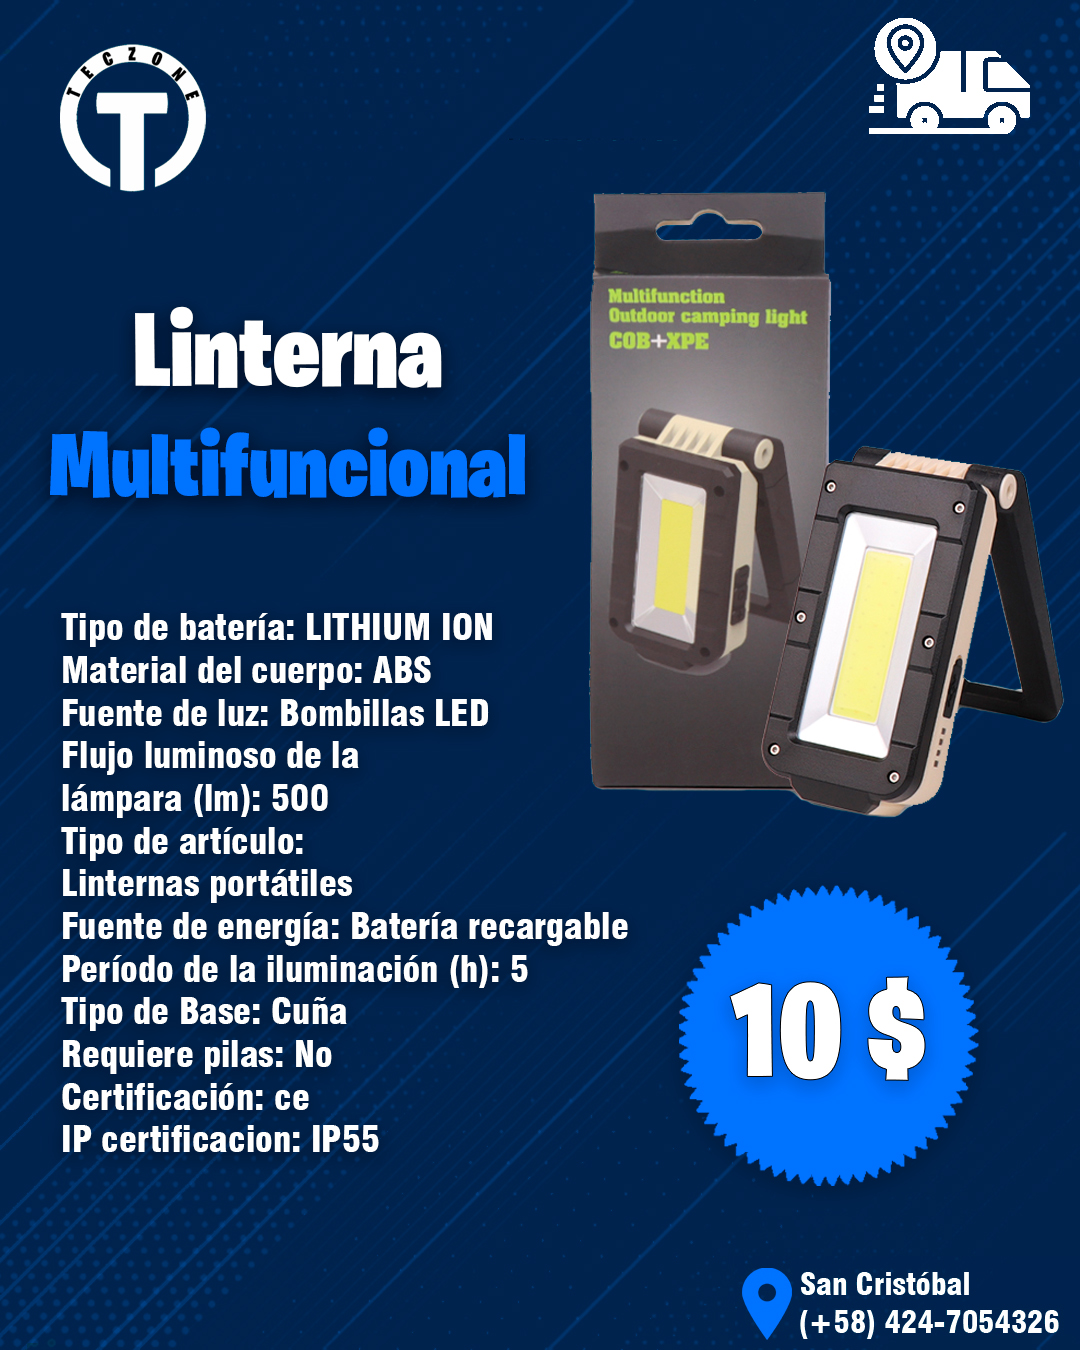 TECZONE
T
Multifunction
Outdoor camping light
COB+XPE
Linterna
Multifuncional
Tipo de batería: LITHIUM ION
Material del cuerpo: ABS
Fuente de luz: Bombillas LED
Flujo luminoso de la
lámpara (lm): 500
Tipo de artículo:
Linternas portátiles
Fuente de energía: Batería recargable
Período de la iluminación (h): 5
Tipo de Base: Cuña
Requiere pilas: No
Certificación: ce
IP certificacion: IP55
10 $
San Cristóbal
(+58) 424-7054326